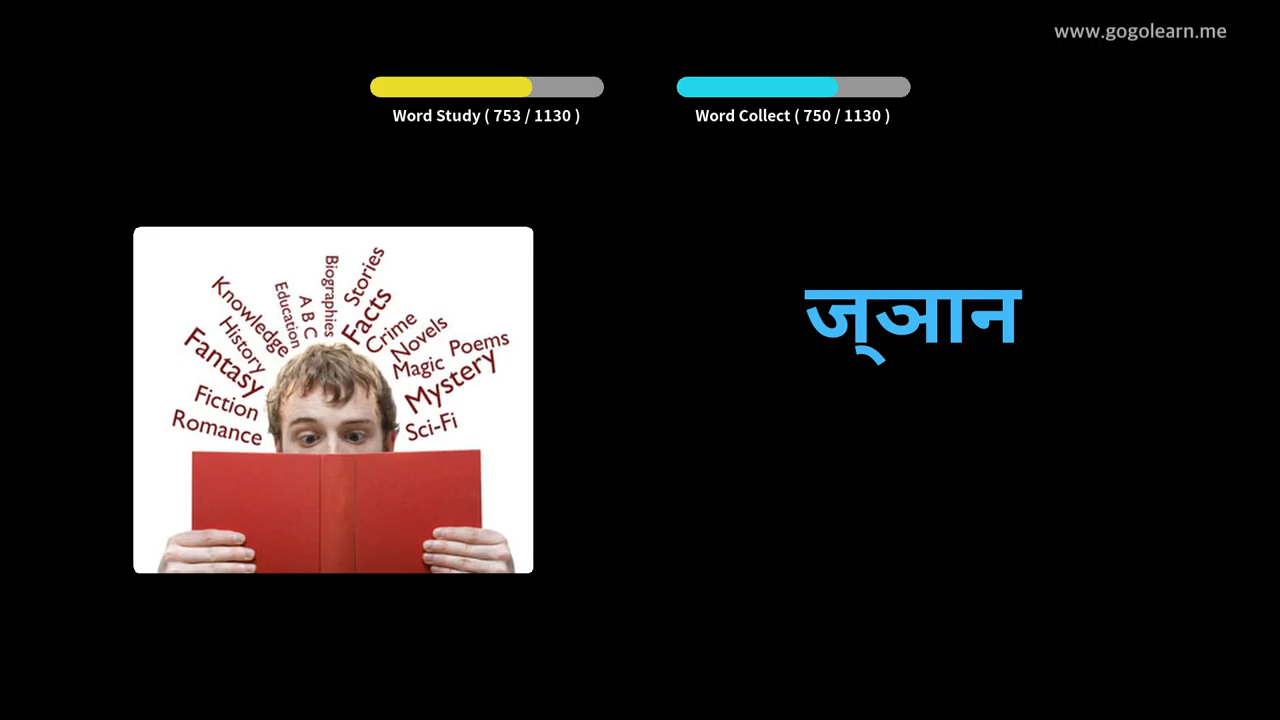 www.gogolearn.me
Word Study ( 753 / 1130 )
Word Collect ( 750 / 1130 )
Biographies
Stories
Knowledge
Education
A B C
Facts
History
Crime
Novels
Fantasy
Magic
Poems
Mystery
Fiction
Romance
Sci-Fi
ज्‌ञान